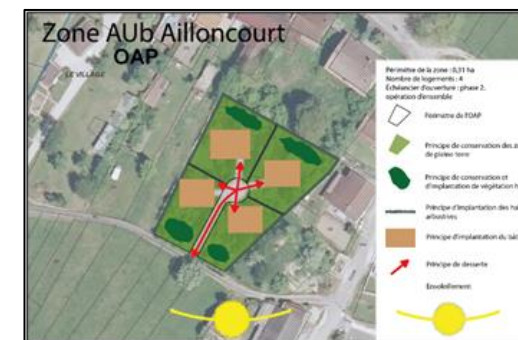 Zone AUb Ailloncourt
OAP
LE VILLAGE
Périmètre de la zone : 0,31 ha
Nombre de logements : 4
Échéancier d'ouverture : phase 2,
opération d'ensemble
Périmètre de l'OAP
Principe de conservation des
de pleine terre
Principe de conservation et
d'implantation de végétation
Principe d'implantation des
arbustives
Principe d'implantation du
Principe de desserte
Ensoleillement